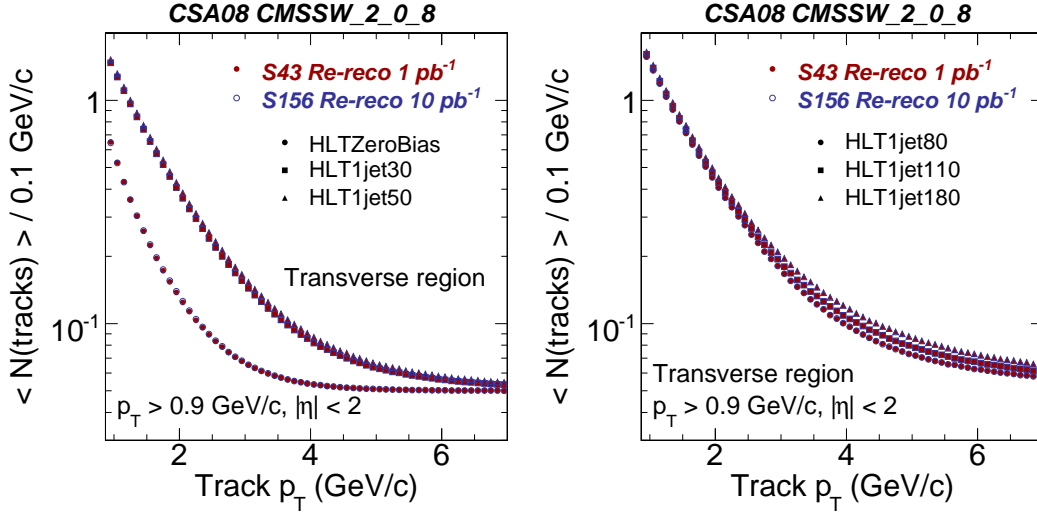 CSA08 CMSSW_2_0_8
S43 Re-reco 1 pb-1
S156 Re-reco 10 pb-1
HLTZeroBias
HLT1jet30
HLT1jet50
Transverse region
pT > 0.9 GeV/c, |η| < 2
< N(tracks) > / 0.1 GeV/c
1
10-1
2 4 6
Track pT (GeV/c)
CSA08 CMSSW_2_0_8
S43 Re-reco 1 pb-1
S156 Re-reco 10 pb-1
HLT1jet80
HLT1jet110
HLT1jet180
Transverse region
pT > 0.9 GeV/c, |η| < 2
< N(tracks) > / 0.1 GeV/c
1
10-1
2 4 6
Track pT (GeV/c)